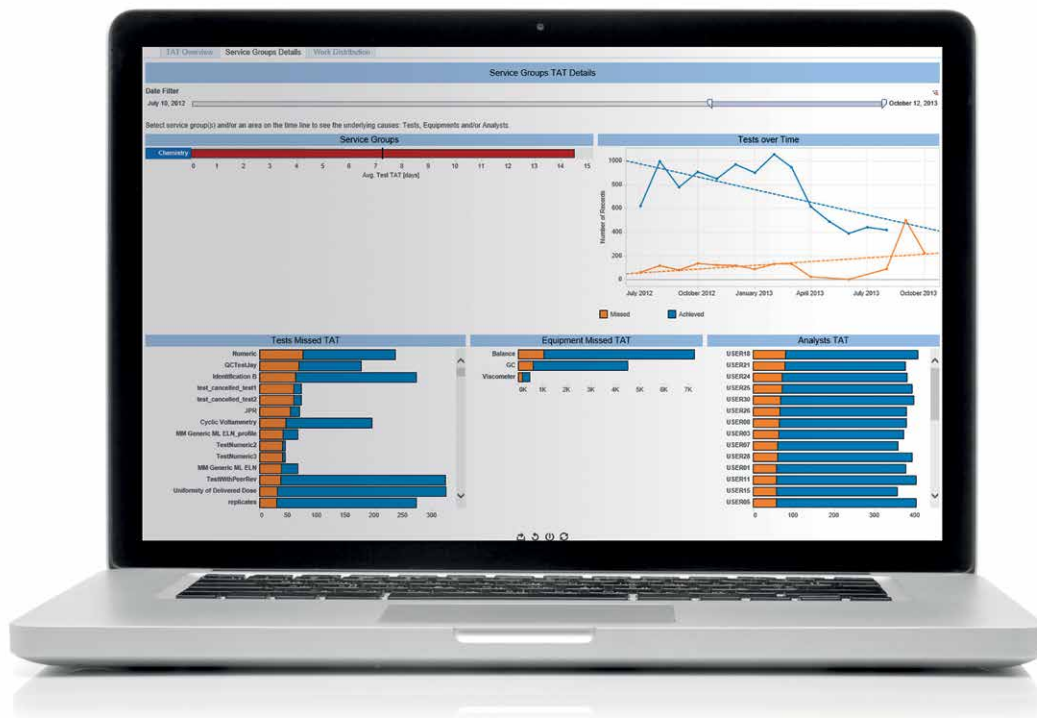 TAT Overview Service Groups Details Work Distribution
Service Groups TAT Details
Date Filter
July 10, 2012 October 12, 2013
Select service group(s) and/or an area on the time line to see the underlying causes: Tests, Equipments and/or Analysts.
Service Groups
Chemistry
0 1 2 3 4 5 6 7 8 9 10 11 12 13 14 15
Avg. Test TAT [days]
Tests over Time
1000
800
600
400
200
0
Number of Records
July 2012 October 2012 January 2013 April 2013 July 2013 October 2013
Missed Achieved
Tests Missed TAT
Numeric
QCTestJay
Identification B
test_cancelled_test1
test_cancelled_test2
JPR
Cyclic Voltammetry
MM Generic ML ELN_profile
TestNumeric2
TestNumeric3
MM Generic ML ELN
TestWithPeerRev
Uniformity of Delivered Dose
replicates
0 50 100 150 200 250 300
Equipment Missed TAT
Balance
GC
Viscometer
0K 1K 2K 3K 4K 5K 6K 7K
Analysts TAT
USER10
USER21
USER24
USER25
USER30
USER26
USER08
USER03
USER07
USER28
USER01
USER11
USER15
USER05
0 100 200 300 400